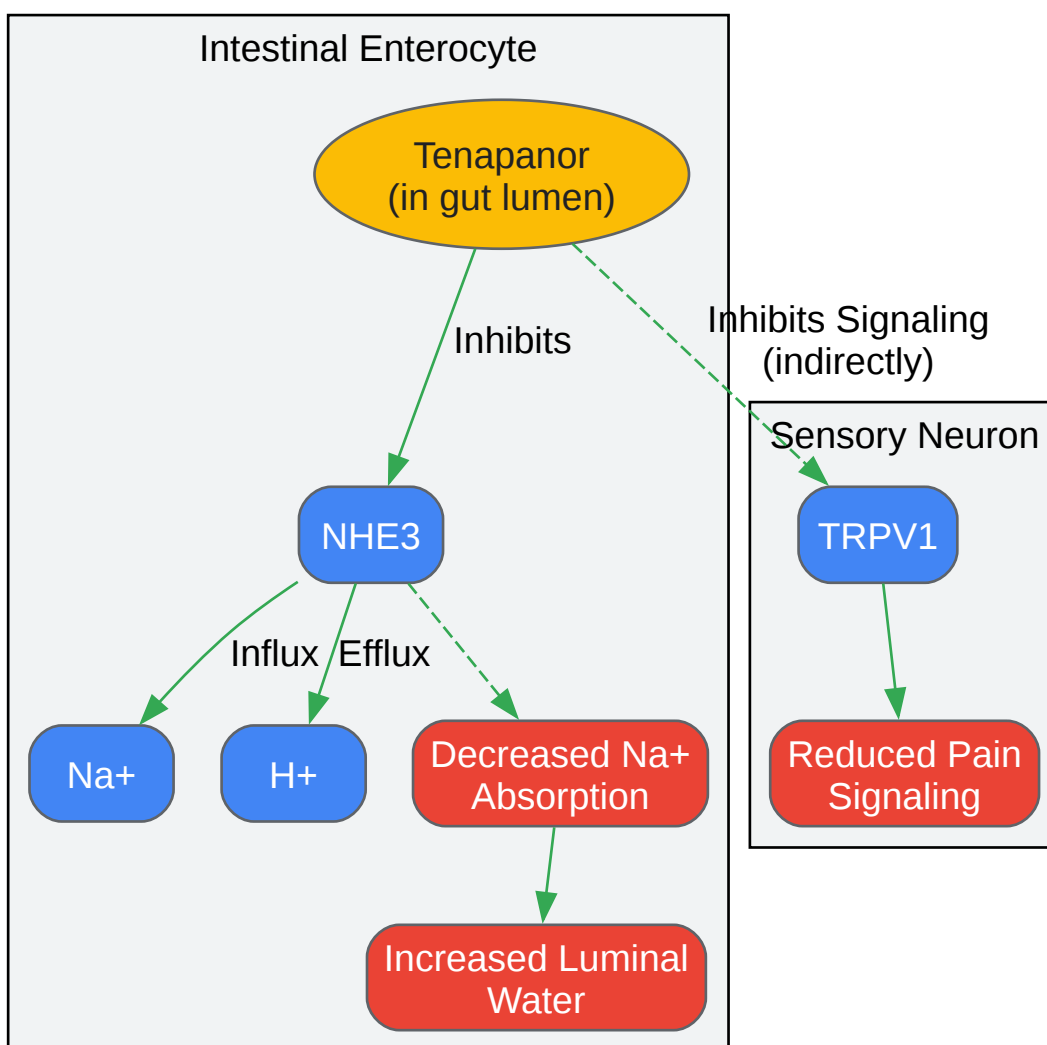 Intestinal Enterocyte
Tenapanor
(in gut lumen)
Inhibits
Inhibits Signaling
(indirectly)
Sensory Neuron
NHE3
TRPV1
Influx
Efflux
Na+
H+
Decreased Na+
Absorption
Reduced Pain
Signaling
Increased Luminal
Water